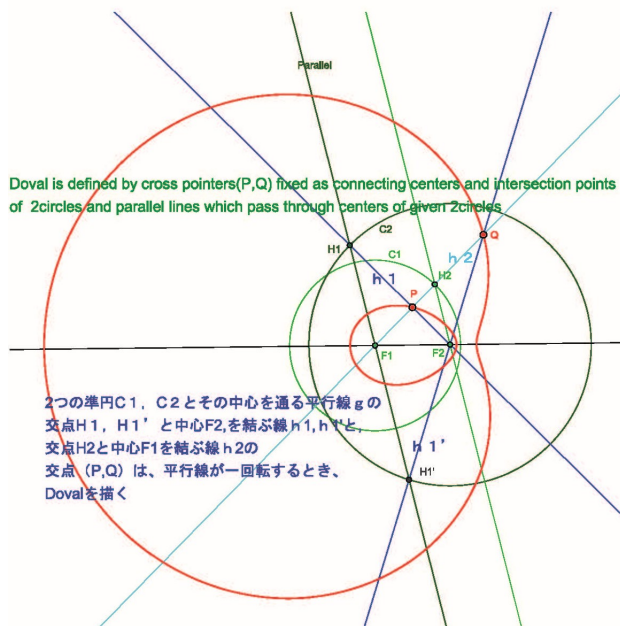 Parallel
Doval is defined by cross pointers(P,Q) fixed as connecting centers and intersection points
of 2circles and parallel lines which pass through centers of given 2circles
C2
Q
H1
C1
h 2
h 1
H2
P
F1
F2
2つの準円C1，C2とその中心を通る平行線gの
交点H1，H1’と中心F2,を結ぶ線h1,h1'と,
交点H2と中心F1を結ぶ線h2の
交点（P,Q）は、平行線が一回転するとき、
Dovalを描く
h 1’
H1'